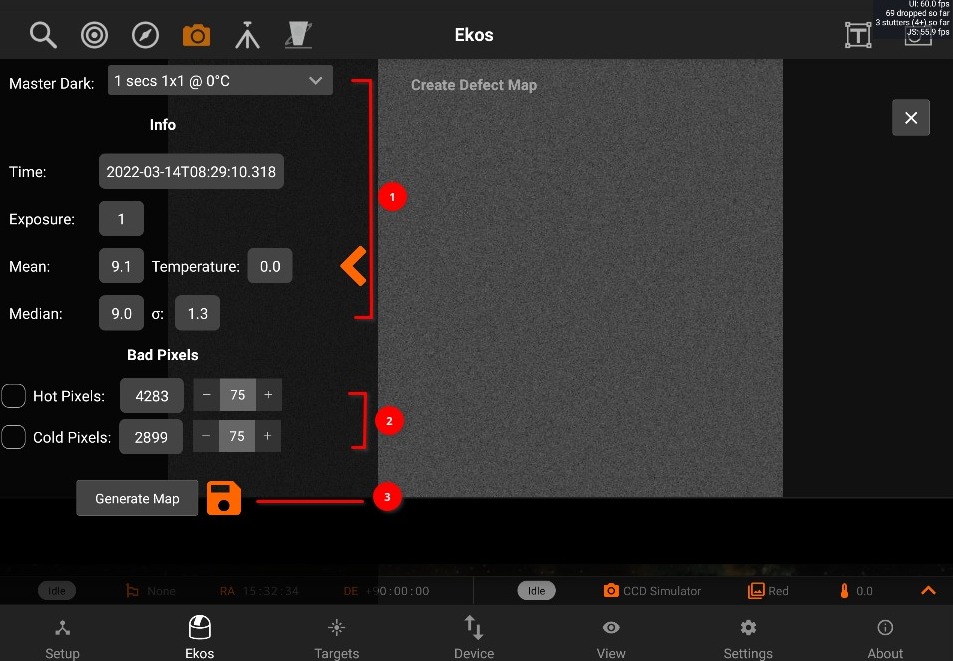 UI: 60.0 fps
69 dropped so far
3 stutters (4+) so far
JS: 55.9 fps
Ekos
T
Master Dark: 1 secs 1x1 @ 0°C
Create Defect Map
Info
Time: 2022-03-14T08:29:10.318
1
Exposure: 1
Mean: 9.1 Temperature: 0.0
Median: 9.0 σ: 1.3
Bad Pixels
Hot Pixels: 4283 − 75 +
2
Cold Pixels: 2899 − 75 +
Generate Map
3
Idle None RA 15:32:34 DE +90:00:00 Idle CCD Simulator Red 0.0
Setup Ekos Targets Device View Settings About